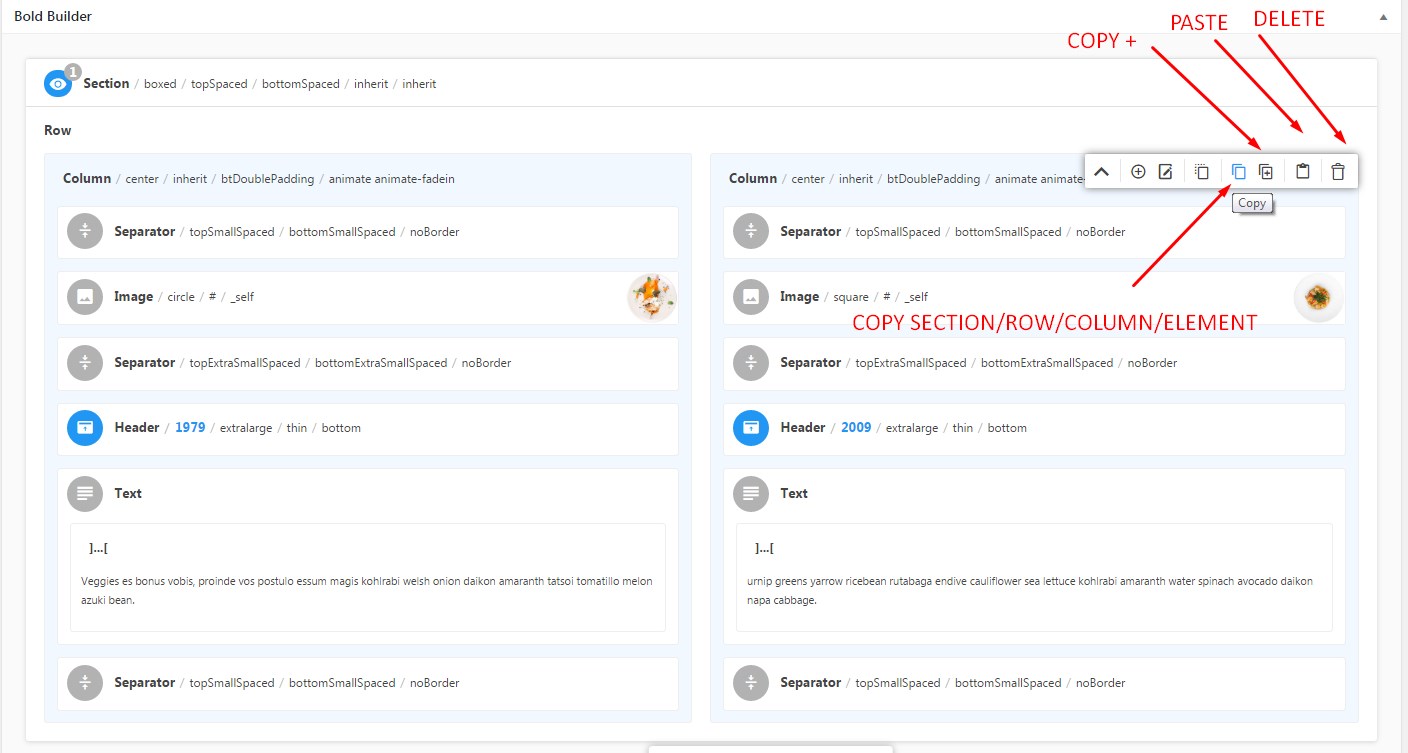 Bold Builder
DELETE
PASTE
COPY +
1
Section / boxed / topSpaced / bottomSpaced / inherit / inherit
Row
Column / center / inherit / btDoublePadding / animate animate-fadein
Separator / topSmallSpaced / bottomSmallSpaced / noBorder
Image / circle / # / _self
Separator / topExtraSmallSpaced / bottomExtraSmallSpaced / noBorder
Header / 1979 / extralarge / thin / bottom
Text
]...[
Veggies es bonus vobis, proinde vos postulo essum magis kohlrabi welsh onion daikon amaranth tatsoi tomatillo melon
azuki bean.
Separator / topSmallSpaced / bottomSmallSpaced / noBorder
Column / center / inherit / btDoublePadding / animate animate-
Copy
Separator / topSmallSpaced / bottomSmallSpaced / noBorder
Image / square / # / _self
COPY SECTION/ROW/COLUMN/ELEMENT
Separator / topExtraSmallSpaced / bottomExtraSmallSpaced / noBorder
Header / 2009 / extralarge / thin / bottom
Text
]...[
urnip greens yarrow ricebean rutabaga endive cauliflower sea lettuce kohlrabi amaranth water spinach avocado daikon
napa cabbage.
Separator / topSmallSpaced / bottomSmallSpaced / noBorder